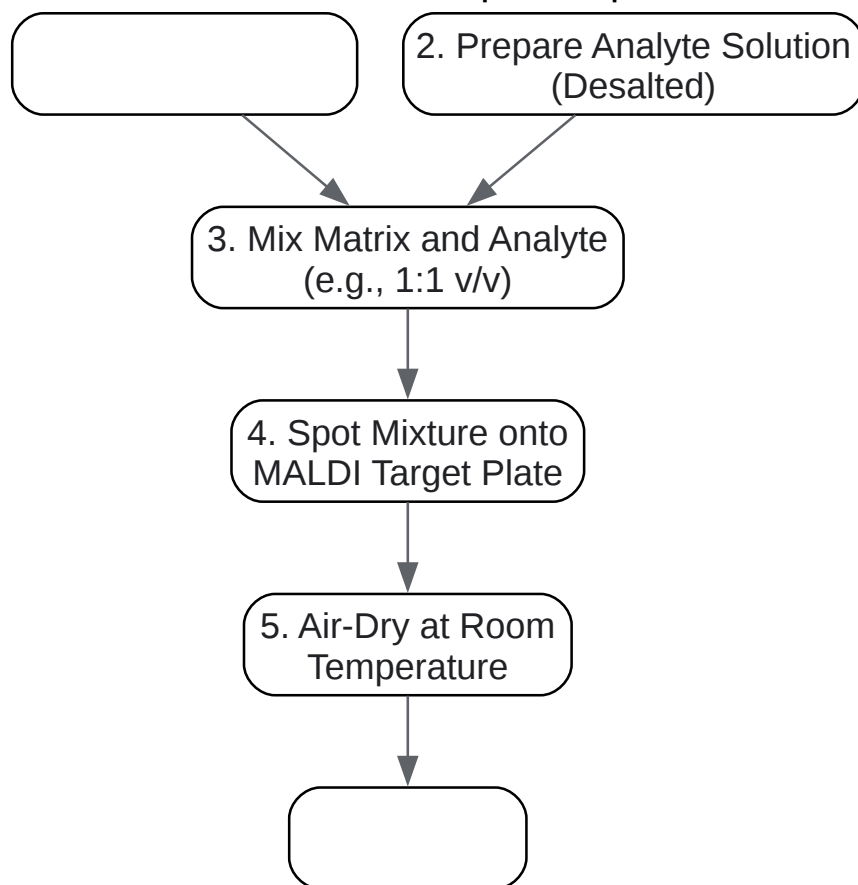 2. Prepare Analyte Solution
(Desalted)
3. Mix Matrix and Analyte
(e.g., 1:1 v/v)
4. Spot Mixture onto
MALDI Target Plate
5. Air-Dry at Room
Temperature